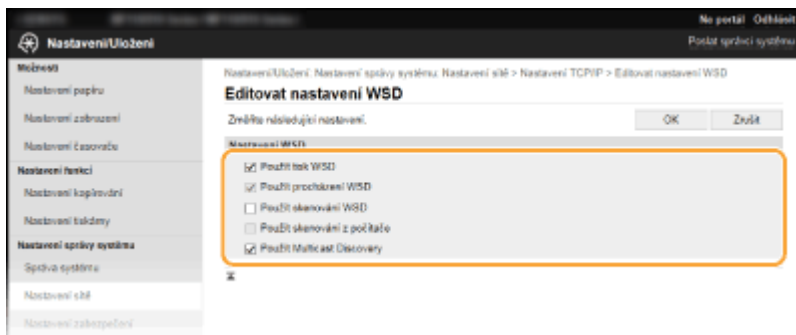 Na portál Odhlásit
Nastavení/Uložení
Poslat správci systému
Možnosti
Nastavení papíru
Nastavení zobrazení
Nastavení časovače
Nastavení funkcí
Nastavení kopírování
Nastavení tiskárny
Nastavení správy systému
Správa systému
Nastavení sítě
Nastavení zabezpečení
Nastavení/Uložení: Nastavení správy systému: Nastavení sítě > Nastavení TCP/IP > Editovat nastavení WSD
Editovat nastavení WSD
Změňte následující nastavení.
OK
Zrušit
Nastavení WSD
Použít tisk WSD
Použít procházení WSD
Použít skenování WSD
Použít skenování z počítače
Použít Multicast Discovery